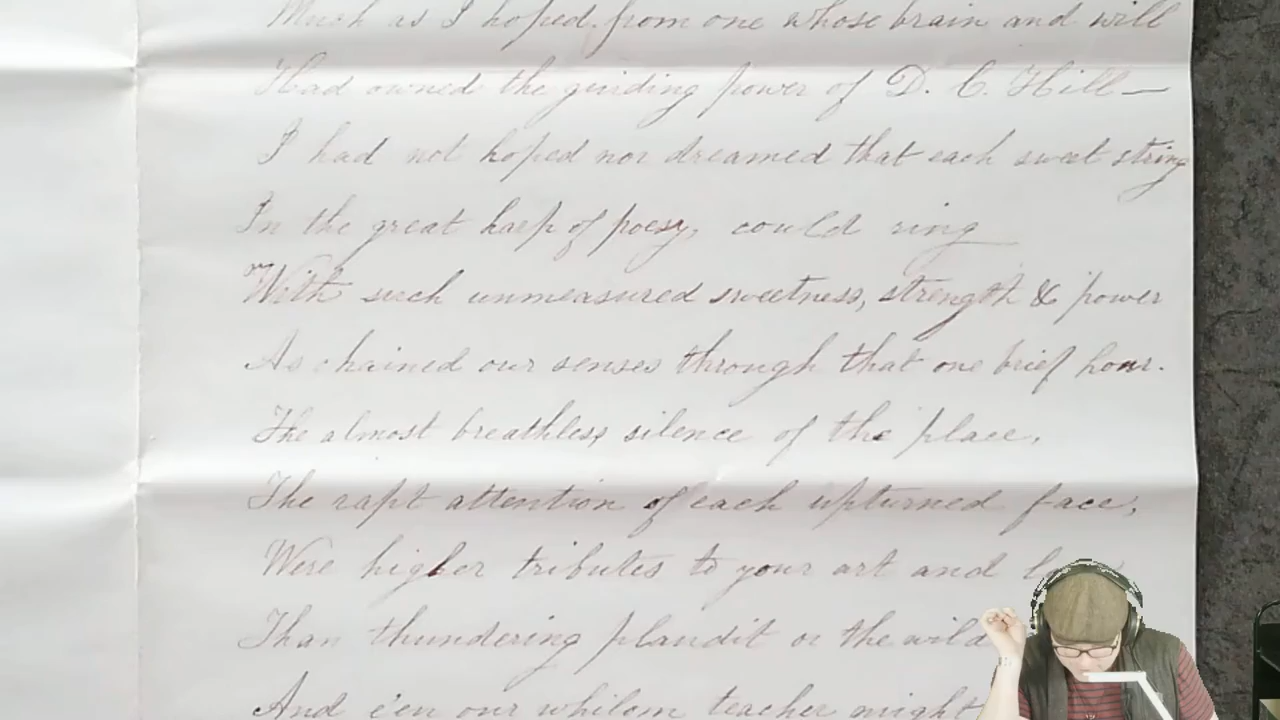 Much as I hoped from one whose brain and will
Had owned the guiding power of D. C. Hill—
I had not hoped nor dreamed that each sweet string
In the great harp of poesy, could ring
With such unmeasured sweetness, strength & power
As chained our senses through that one brief hour.
The almost breathless silence of the place,
The rapt attention of each upturned face,
Were higher tributes to your art and
Than thundering plaudit or the wild
And e'en our whilom teacher might